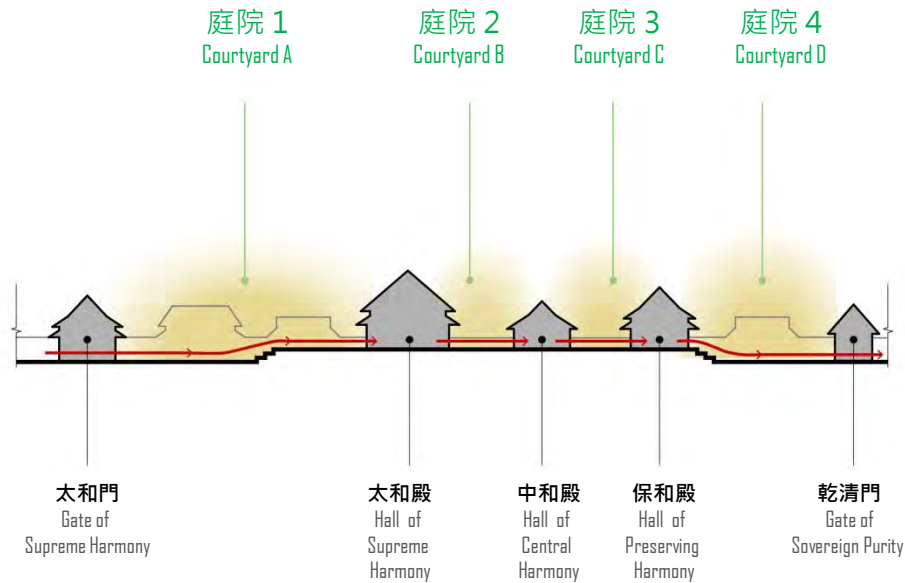 庭院 1
Courtyard A
庭院 2
Courtyard B
庭院 3
Courtyard C
庭院 4
Courtyard D
太和門
Gate of
Supreme Harmony
太和殿
Hall of
Supreme
Harmony
中和殿
Hall of
Central
Harmony
保和殿
Hall of
Preserving
Harmony
乾清門
Gate of
Sovereign Purity